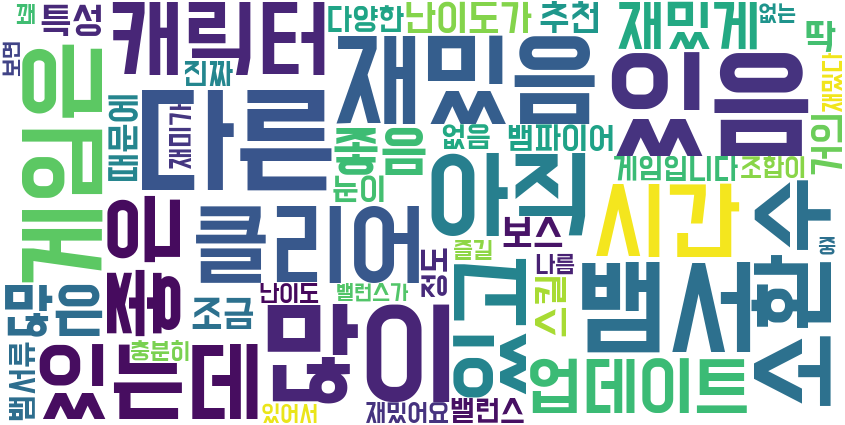 꽤
특성
캐릭터
다양한
난이도가
추천
재밌게
없는
보면
게임은
진짜
재밌음
있음
딱
재밌다
때문에
재미가
다른
좋음
없음
뱀파이어
게임입니다
조합이
거의
눈이
아직
시간
수
좋은
클리어
보스
즐길
나름
중
많은
조금
난이도
밸런스가
정도
있고
스킬
뱀서
소환
뱀서류
충분히
있는데
많이
업데이트
있어서
재밌어요
밸런스